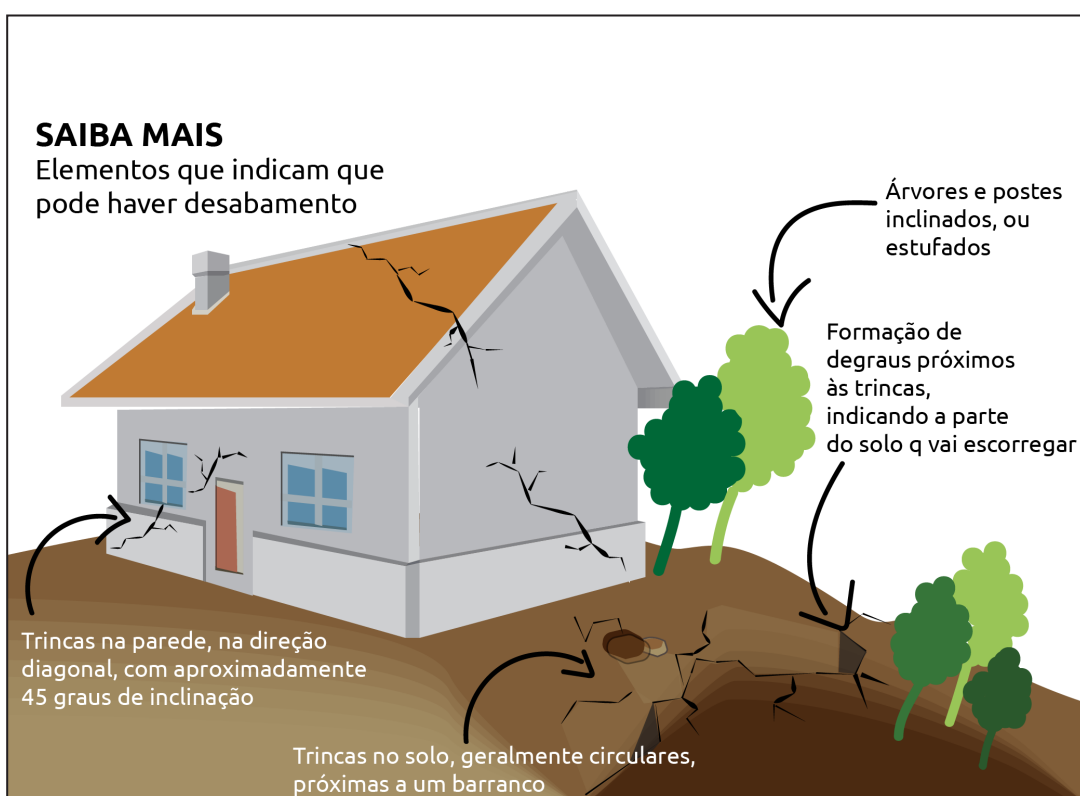 SAIBA MAIS
Elementos que indicam que
pode haver desabamento
Árvores e postes
inclinados, ou
estufados
Formação de
degraus próximos
às trincas,
indicando a parte
do solo q vai escorregar
Trincas na parede, na direção
diagonal, com aproximadamente
45 graus de inclinação
Trincas no solo, geralmente circulares,
próximas a um barranco